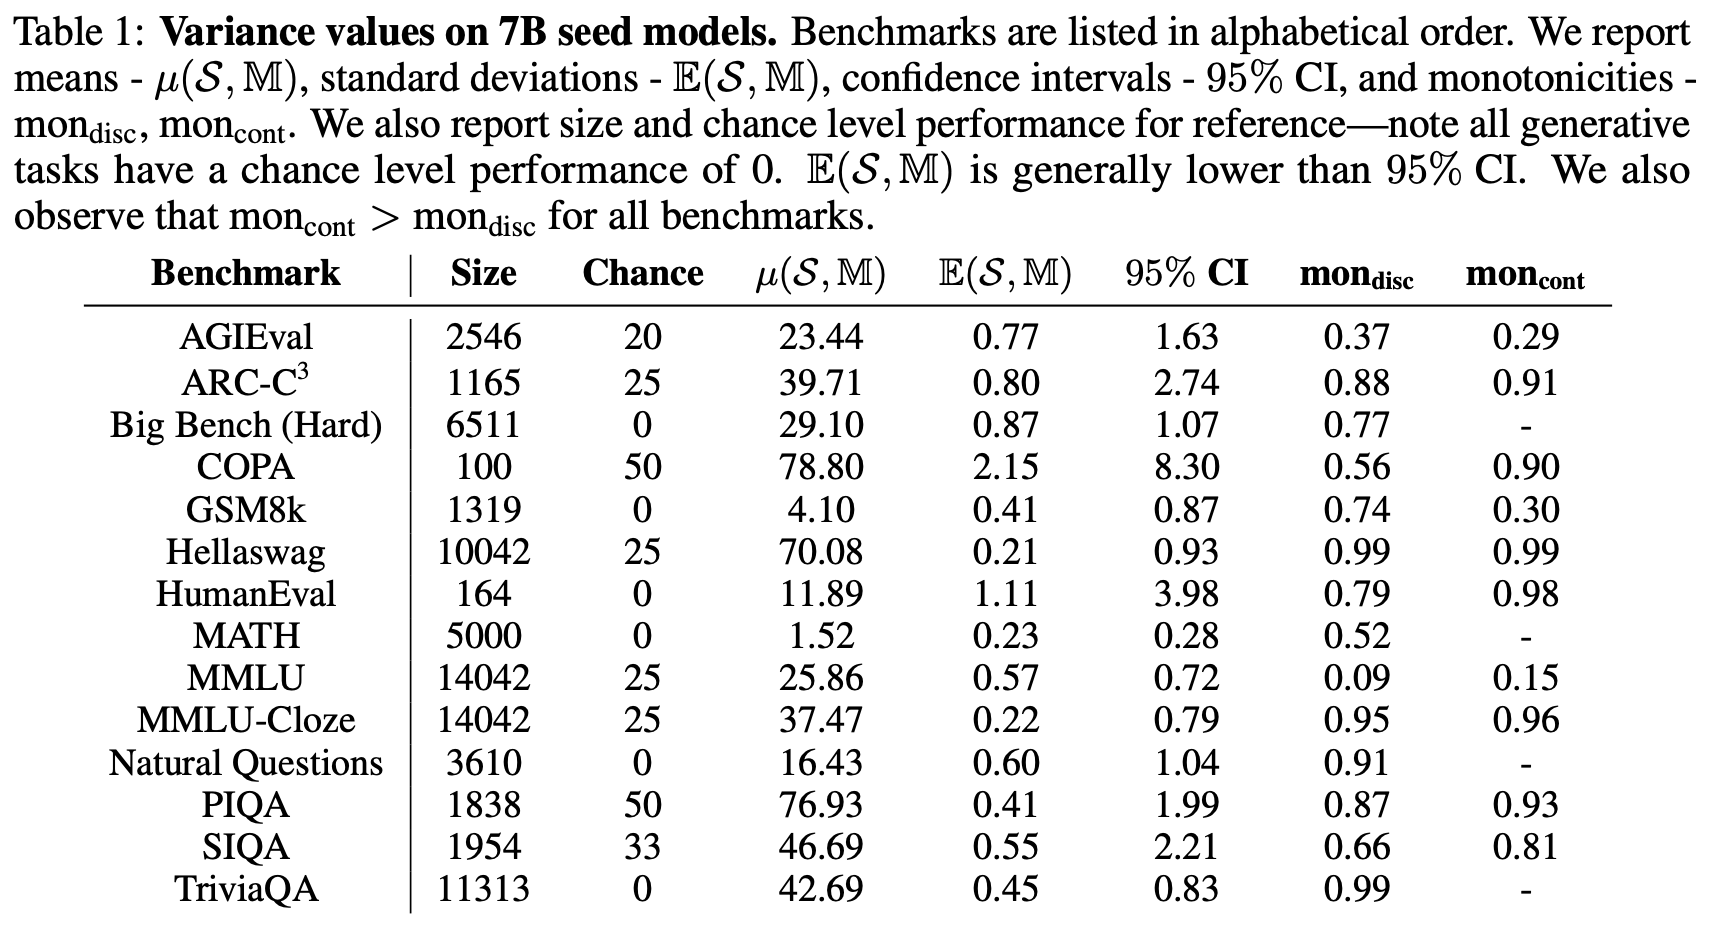 Table 1: Variance values on 7B seed models. Benchmarks are listed in alphabetical order. We report
means - μ(𝒮, 𝕄), standard deviations - 𝔼(𝒮, 𝕄), confidence intervals - 95% CI, and monotonicities -
mon_disc, mon_cont. We also report size and chance level performance for reference—note all generative
tasks have a chance level performance of 0. 𝔼(𝒮, 𝕄) is generally lower than 95% CI. We also
observe that mon_cont > mon_disc for all benchmarks.
Benchmark Size Chance μ(𝒮, 𝕄) 𝔼(𝒮, 𝕄) 95% CI mon_disc mon_cont
AGIEval 2546 20 23.44 0.77 1.63 0.37 0.29
ARC-C³ 1165 25 39.71 0.80 2.74 0.88 0.91
Big Bench (Hard) 6511 0 29.10 0.87 1.07 0.77 -
COPA 100 50 78.80 2.15 8.30 0.56 0.90
GSM8k 1319 0 4.10 0.41 0.87 0.74 0.30
Hellaswag 10042 25 70.08 0.21 0.93 0.99 0.99
HumanEval 164 0 11.89 1.11 3.98 0.79 0.98
MATH 5000 0 1.52 0.23 0.28 0.52 -
MMLU 14042 25 25.86 0.57 0.72 0.09 0.15
MMLU-Cloze 14042 25 37.47 0.22 0.79 0.95 0.96
Natural Questions 3610 0 16.43 0.60 1.04 0.91 -
PIQA 1838 50 76.93 0.41 1.99 0.87 0.93
SIQA 1954 33 46.69 0.55 2.21 0.66 0.81
TriviaQA 11313 0 42.69 0.45 0.83 0.99 -